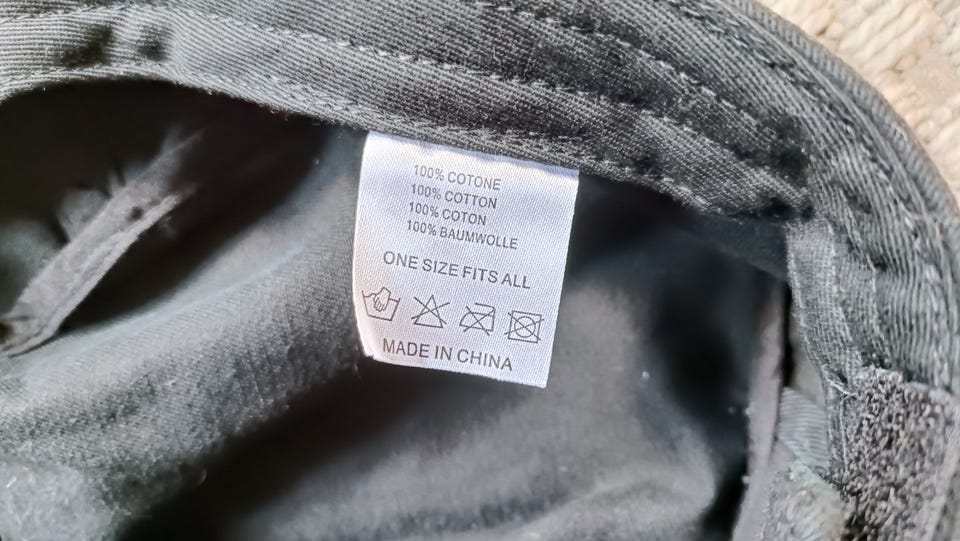 100% COTONE
100% COTTON
100% COTON
100% BAUMWOLLE
ONE SIZE FITS ALL
MADE IN CHINA